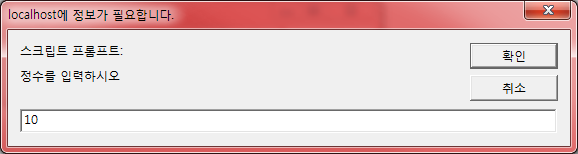 localhost에 정보가 필요합니다.
스크립트 프롬프트:
확인
정수를 입력하시오
취소
10